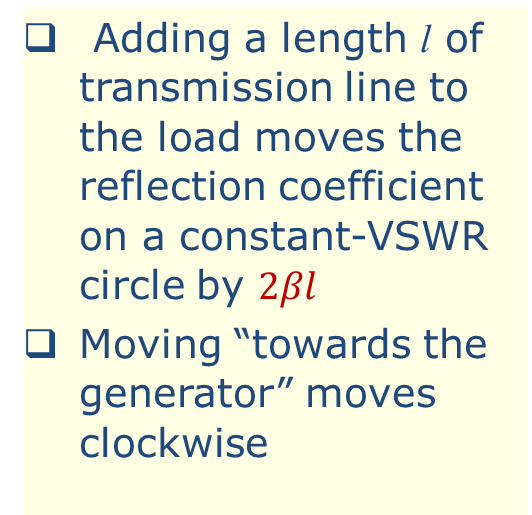 ❑ Adding a length l of
transmission line to
the load moves the
reflection coefficient
on a constant-VSWR
circle by 2βl
❑ Moving “towards the
generator” moves
clockwise